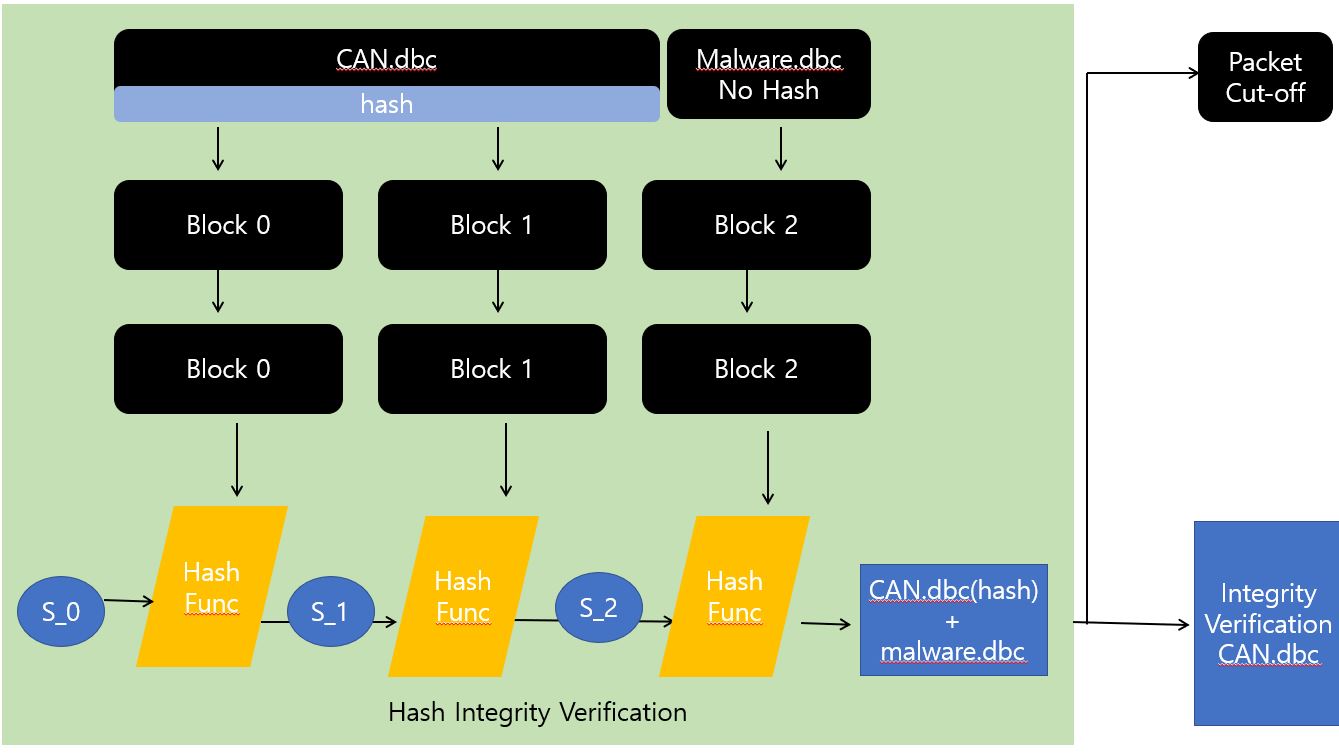 CAN.dbc
hash
Malware.dbc
No Hash
Packet
Cut-off
Block 0
Block 1
Block 2
Block 0
Block 1
Block 2
S_0
Hash
Func
S_1
Hash
Func
S_2
Hash
Func
CAN.dbc(hash)
+
malware.dbc
Integrity
Verification
CAN.dbc
Hash Integrity Verification